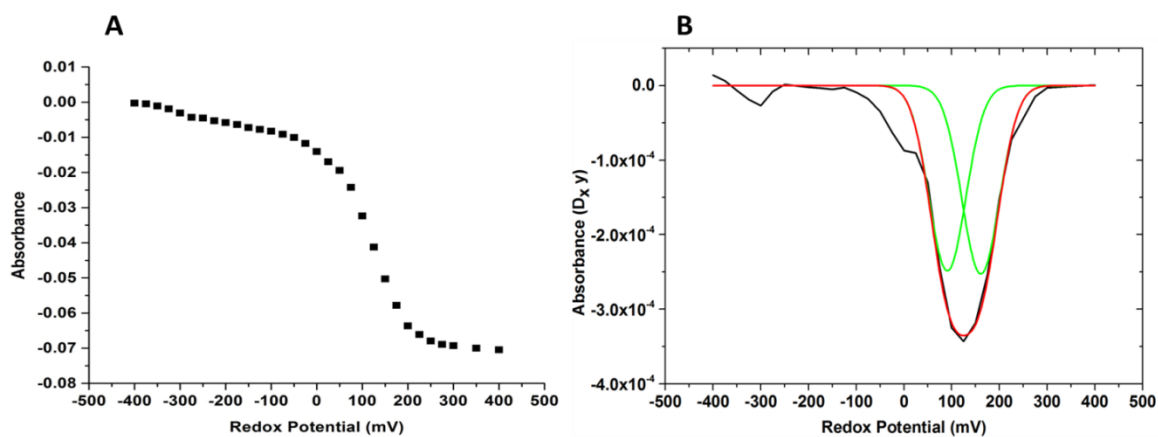 A
0.01
0.00
-0.01
-0.02
-0.03
-0.04
-0.05
-0.06
-0.07
-0.08
-500 -400 -300 -200 -100 0 100 200 300 400 500
Absorbance
Redox Potential (mV)
B
0.0
-1.0x10⁻⁴
-2.0x10⁻⁴
-3.0x10⁻⁴
-4.0x10⁻⁴
-500 -400 -300 -200 -100 0 100 200 300 400 500
Absorbance (Dₓ y)
Redox Potential (mV)